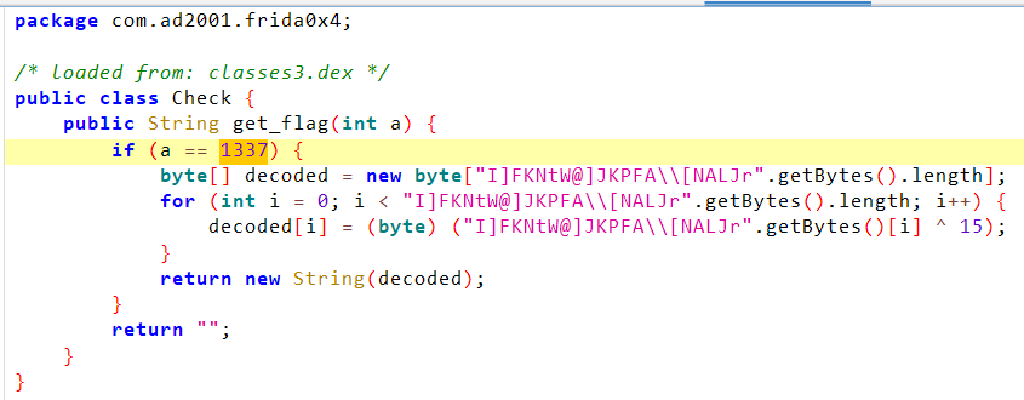 package com.ad2001.frida0x4;
/* loaded from: classes3.dex */
public class Check {
public String get_flag(int a) {
if (a == 1337) {
byte[] decoded = new byte["I]FKNtW@]JKPFA\\[NALJr".getBytes().length];
for (int i = 0; i < "I]FKNtW@]JKPFA\\[NALJr".getBytes().length; i++) {
decoded[i] = (byte) ("I]FKNtW@]JKPFA\\[NALJr".getBytes()[i] ^ 15);
}
return new String(decoded);
}
return "";
}
}